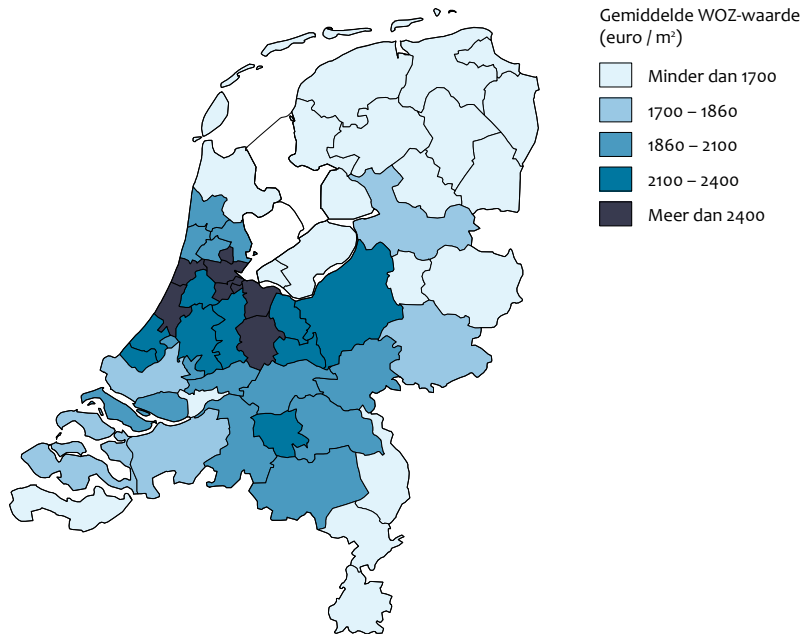 Gemiddelde WOZ-waarde
(euro / m²)
Minder dan 1700
1700 – 1860
1860 – 2100
2100 – 2400
Meer dan 2400